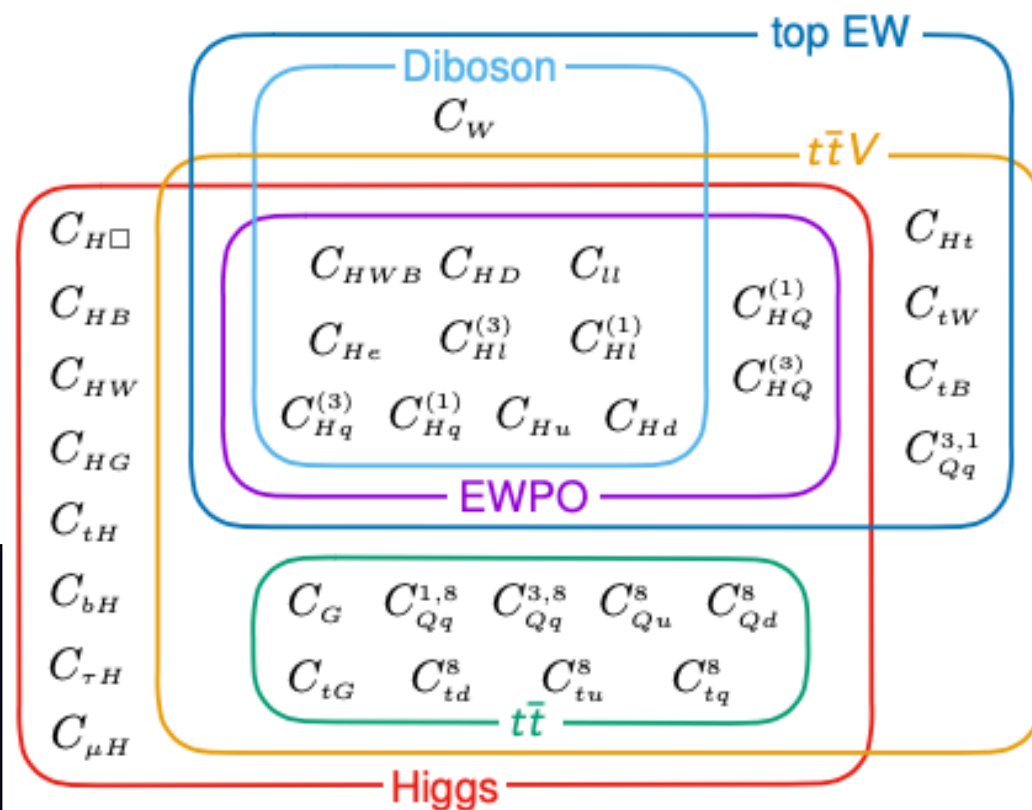 top EW
Diboson
C_W
tt̄V
C_{H□}
C_{Ht}
C_{HWB} C_{HD} C_{ll}
C_{HB}
C_{HQ}^{(1)}
C_{tW}
C_{He} C_{Hl}^{(3)} C_{Hl}^{(1)}
C_{HW}
C_{HQ}^{(3)}
C_{tB}
C_{Hq}^{(3)} C_{Hq}^{(1)} C_{Hu} C_{Hd}
C_{HG}
C_{Qq}^{3,1}
EWPO
C_{tH}
C_{bH}
C_G C_{Qq}^{1,8} C_{Qq}^{3,8} C_{Qu}^{8} C_{Qd}^{8}
C_{τH}
C_{tG} C_{td}^{8} C_{tu}^{8} C_{tq}^{8}
tt̄
C_{μH}
Higgs